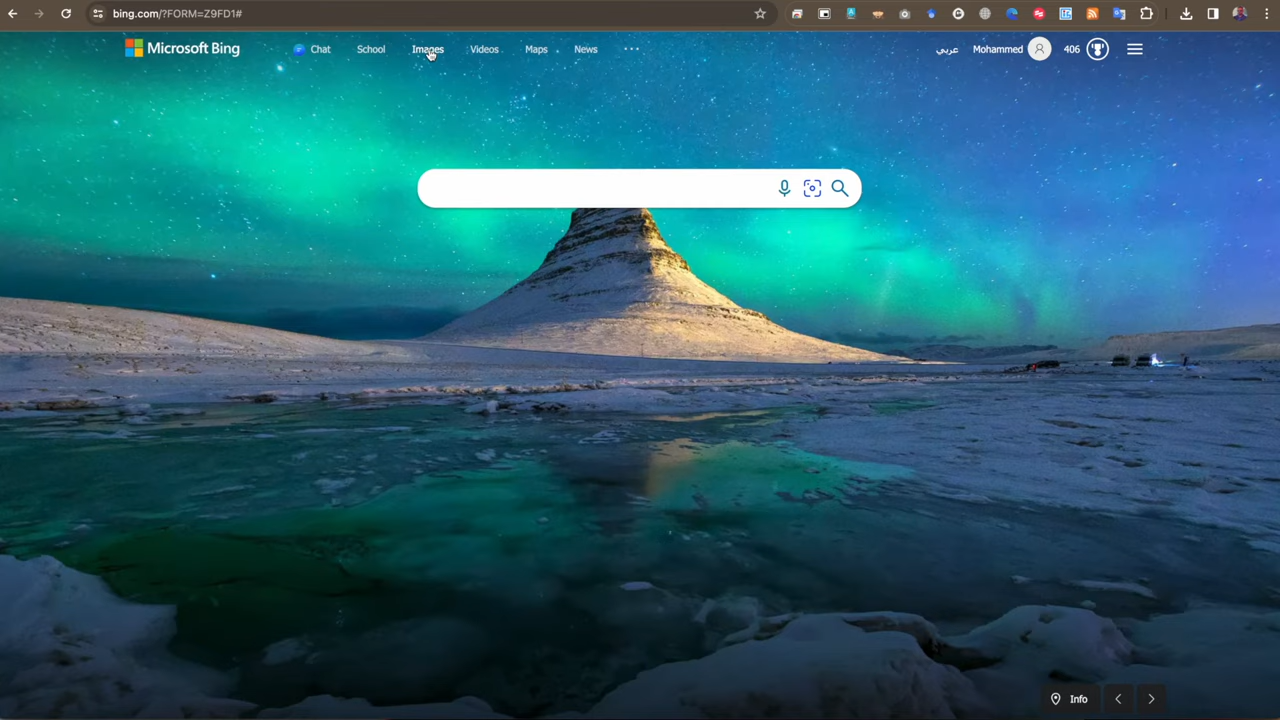 bing.com/?FORM=Z9FD1#
Microsoft Bing
Chat
School
Images
Videos
Maps
News
عربي
Mohammed
406
Info